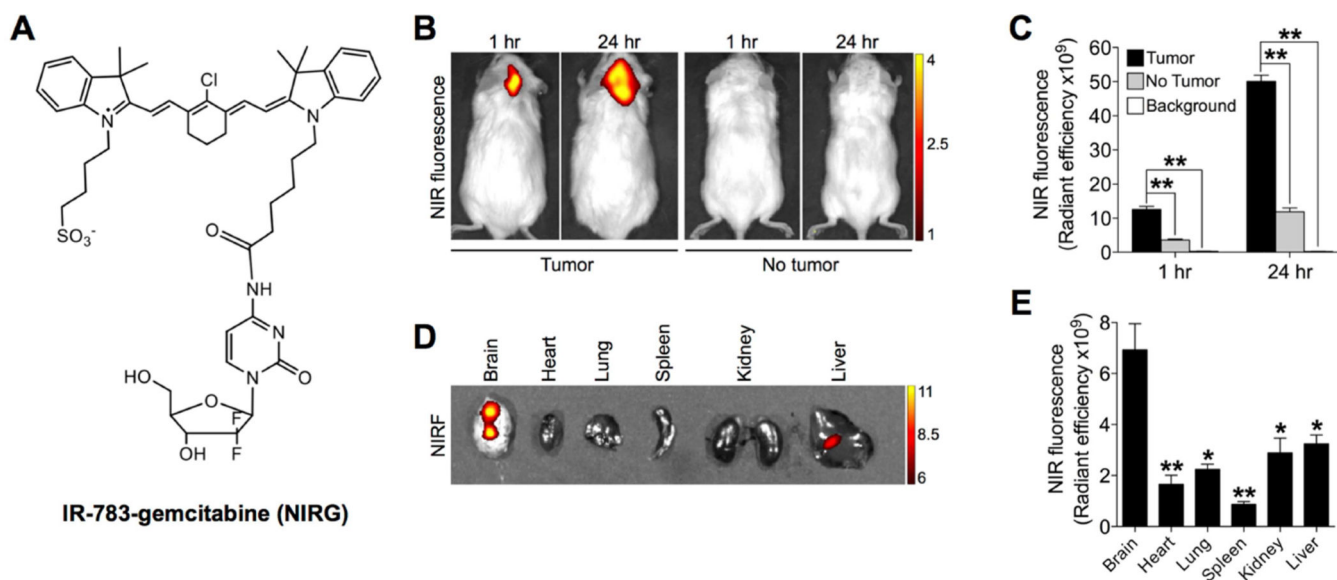 A
Cl
N+
N
SO3-
O
NH
N
N
O
HO
O
F
F
OH
IR-783-gemcitabine (NIRG)
B
1 hr 24 hr 1 hr 24 hr
NIR fluorescence
4
2.5
1
Tumor No tumor
C
NIR fluorescence
(Radiant efficiency x10⁹)
60
50
40
30
20
10
0
Tumor
No Tumor
Background
**
**
**
**
1 hr 24 hr
D
Brain Heart Lung Spleen Kidney Liver
NIRF
11
8.5
6
E
NIR fluorescence
(Radiant efficiency x10⁹)
8
6
4
2
0
** * ** * *
Brain Heart Lung Spleen Kidney Liver